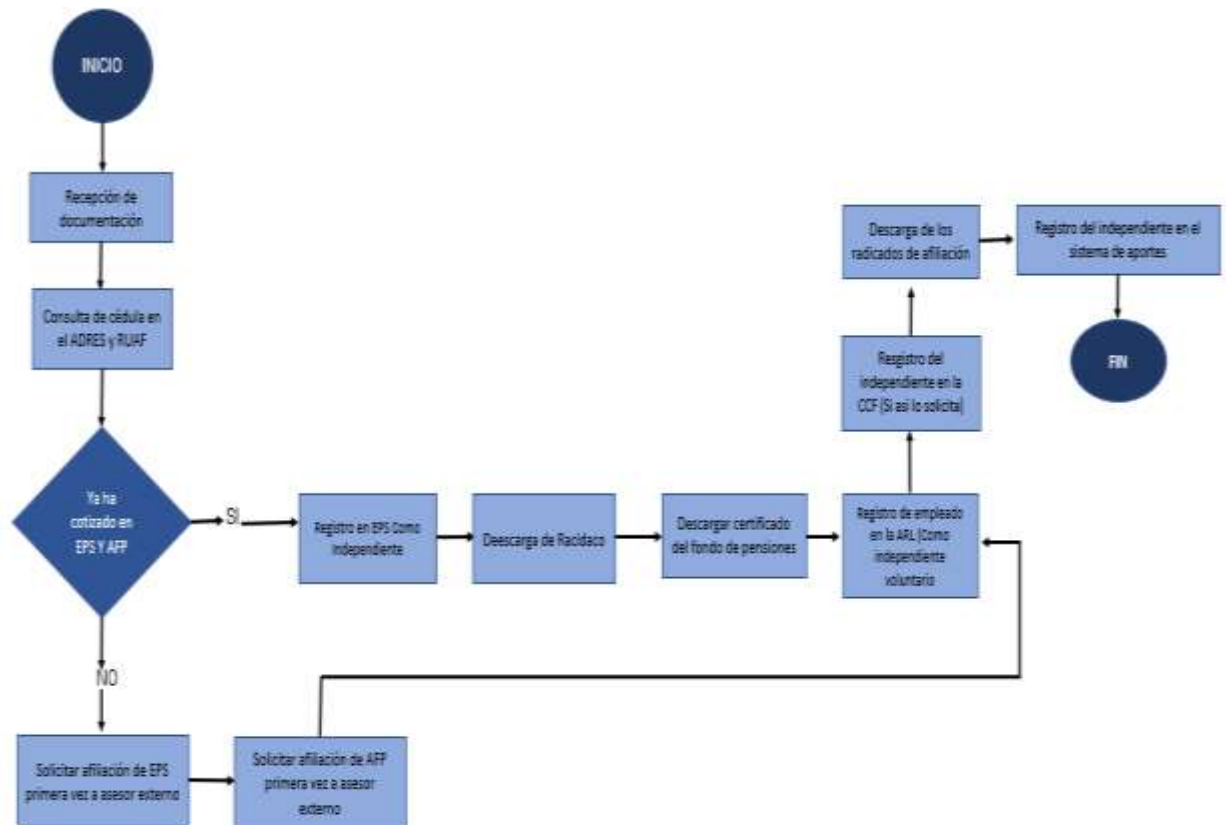 INICIO
Recepción de
documentación
Consulta de cédula en
el ADRES y RUAF
Ya ha
cotizado en
EPS Y AFP
SI
Registro en EPS Como
Independiente
Deescarga de Racidaco
Descargar certificado
del fondo de pensiones
Registro de empleado
en la ARL (Como
independiente
voluntario
Resgistro del
independiente en la
CCF (Si asi lo solicita)
Descarga de los
radicados de afiliación
Registro del independiente en el
sistema de aportes
FIN
NO
Solicitar afiliación de EPS
primera vez a asesor externo
Solicitar afiliación de AFP
primera vez a asesor
externo